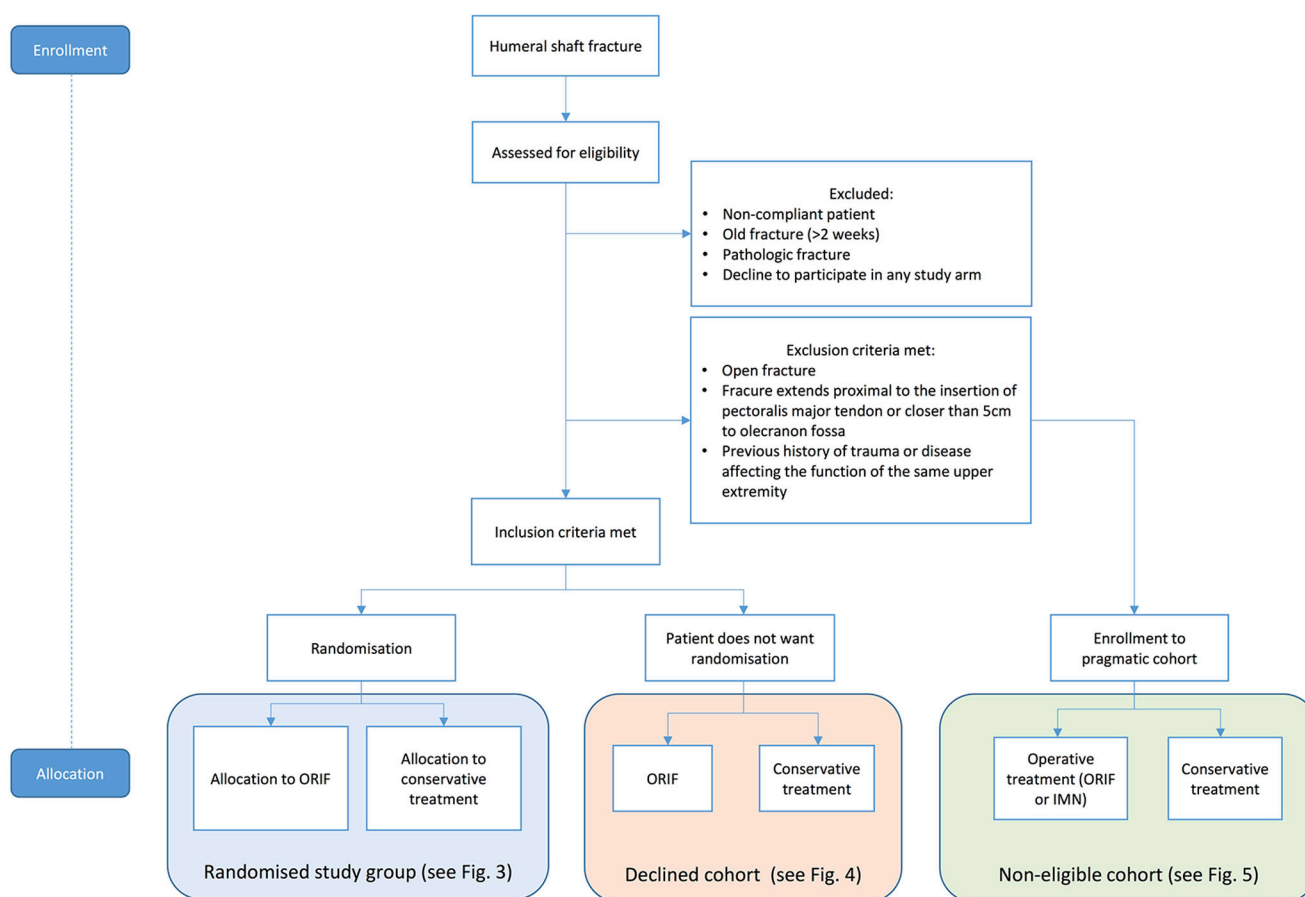 Enrollment
Humeral shaft fracture
Assessed for eligibility
Excluded:
• Non-compliant patient
• Old fracture (>2 weeks)
• Pathologic fracture
• Decline to participate in any study arm
Exclusion criteria met:
• Open fracture
• Fracure extends proximal to the insertion of
pectoralis major tendon or closer than 5cm
to olecranon fossa
• Previous history of trauma or disease
affecting the function of the same upper
extremity
Inclusion criteria met
Randomisation
Patient does not want
randomisation
Enrollment to
pragmatic cohort
Allocation
Allocation to ORIF
Allocation to
conservative
treatment
ORIF
Conservative
treatment
Operative
treatment (ORIF
or IMN)
Conservative
treatment
Randomised study group (see Fig. 3)
Declined cohort (see Fig. 4)
Non-eligible cohort (see Fig. 5)